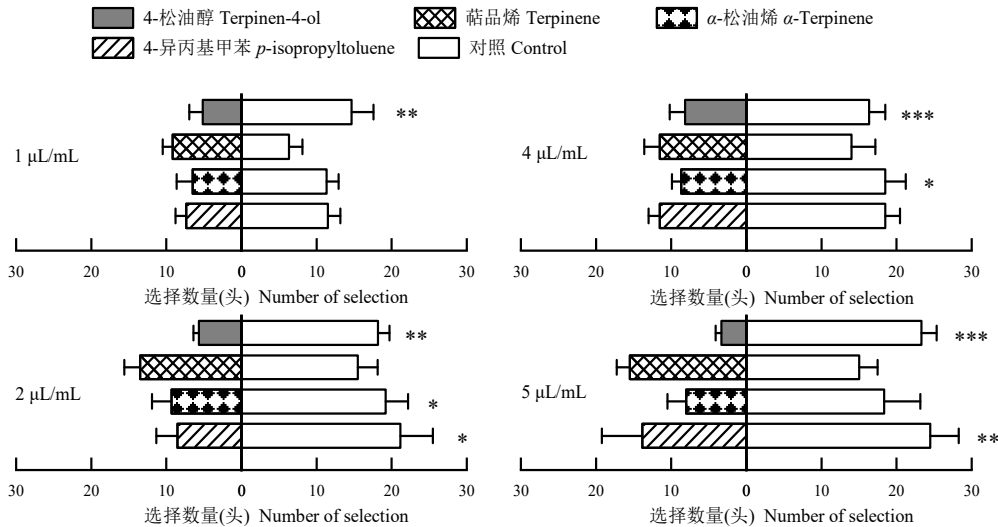 4-松油醇 Terpinen-4-ol 萜品烯 Terpinene α-松油烯 α-Terpinene
4-异丙基甲苯 p-isopropyltoluene 对照 Control
1 μL/mL
**
30 20 10 0 10 20 30
选择数量(头) Number of selection
4 μL/mL
***
*
30 20 10 0 10 20 30
选择数量(头) Number of selection
2 μL/mL
**
*
*
30 20 10 0 10 20 30
选择数量(头) Number of selection
5 μL/mL
***
**
30 20 10 0 10 20 30
选择数量(头) Number of selection